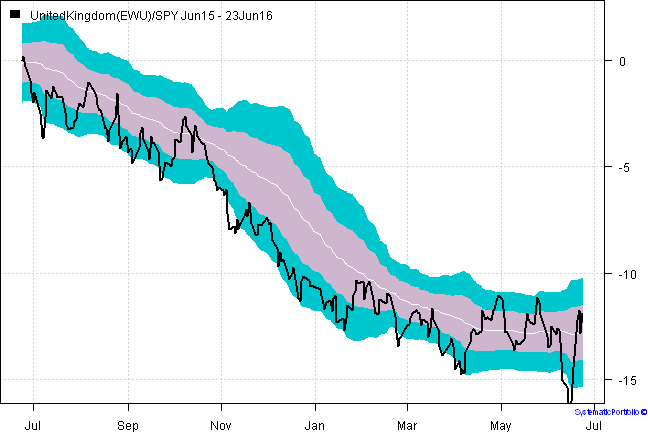 UnitedKingdom(EWU)/SPY Jun15 - 23Jun16
0
-5
-10
-15
SystematicPortfolio ©
Jul Sep Nov Jan Mar May Jul